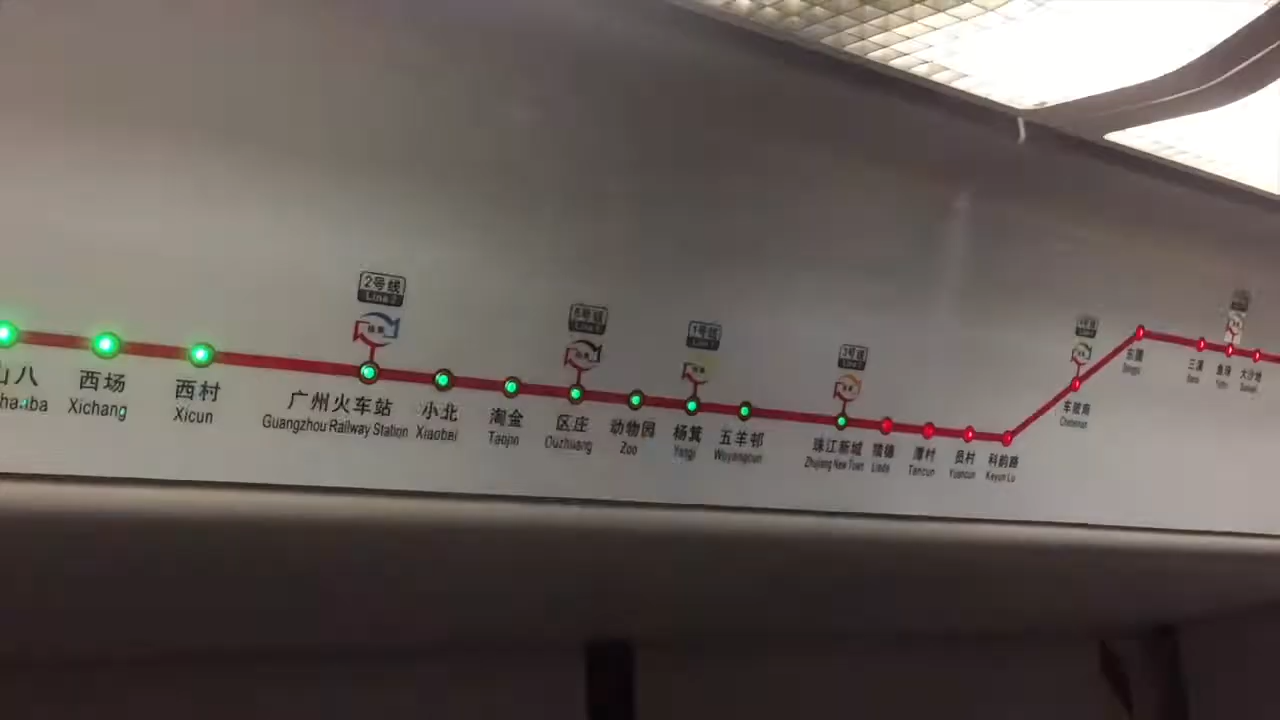 山八
西场
Xichang
西村
Xicun
2号线
Line 2
广州火车站
Guangzhou Railway Station
小北
Xiaobei
淘金
Taojin
区庄
Ouzhuang
动物园
Zoo
1号线
杨箕
Yangji
五羊邨
Wuyangcun
3号线
珠江新城
Zhujiang New Town
猎德
Liede
潭村
Tancun
员村
Yuancun
科韵路
Keyun Lu
车陂南
Chebeinan
东圃
三溪
鱼珠
大沙地